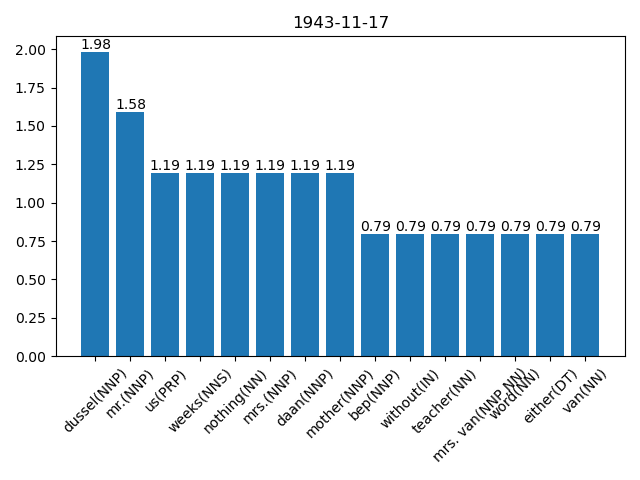 1943-11-17
2.00
1.75
1.50
1.25
1.00
0.75
0.50
0.25
0.00
1.98
1.58
1.19
1.19
1.19
1.19
1.19
1.19
0.79
0.79
0.79
0.79
0.79
0.79
0.79
dussel(NNP)
mr.(NNP)
us(PRP)
weeks(NNS)
nothing(NN)
mrs.(NNP)
daan(NNP)
mother(NNP)
bep(NNP)
without(IN)
teacher(NN)
mrs. van(NNP NN)
word(NN)
either(DT)
van(NN)